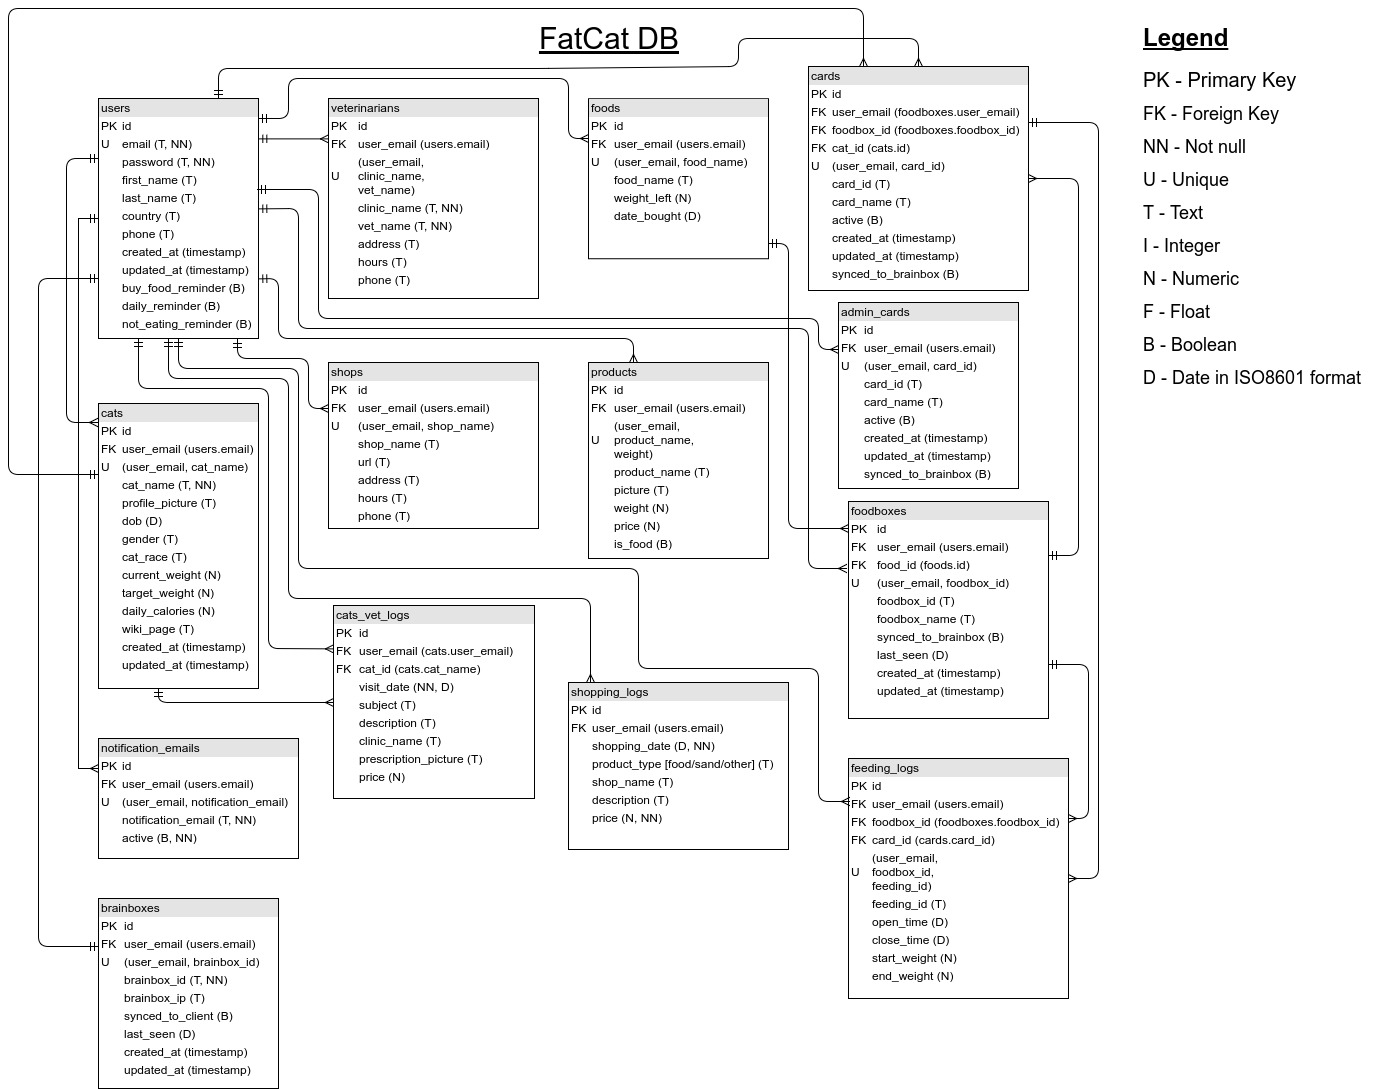 FatCat DB
Legend
PK - Primary Key
FK - Foreign Key
NN - Not null
U - Unique
T - Text
I - Integer
N - Numeric
F - Float
B - Boolean
D - Date in ISO8601 format
users
PK id
U email (T, NN)
password (T, NN)
first_name (T)
last_name (T)
country (T)
phone (T)
created_at (timestamp)
updated_at (timestamp)
buy_food_reminder (B)
daily_reminder (B)
not_eating_reminder (B)
veterinarians
PK id
FK user_email (users.email)
(user_email,
U clinic_name,
vet_name)
clinic_name (T, NN)
vet_name (T, NN)
address (T)
hours (T)
phone (T)
foods
PK id
FK user_email (users.email)
U (user_email, food_name)
food_name (T)
weight_left (N)
date_bought (D)
cards
PK id
FK user_email (foodboxes.user_email)
FK foodbox_id (foodboxes.foodbox_id)
FK cat_id (cats.id)
U (user_email, card_id)
card_id (T)
card_name (T)
active (B)
created_at (timestamp)
updated_at (timestamp)
synced_to_brainbox (B)
admin_cards
PK id
FK user_email (users.email)
U (user_email, card_id)
card_id (T)
card_name (T)
active (B)
created_at (timestamp)
updated_at (timestamp)
synced_to_brainbox (B)
shops
PK id
FK user_email (users.email)
U (user_email, shop_name)
shop_name (T)
url (T)
address (T)
hours (T)
phone (T)
products
PK id
FK user_email (users.email)
(user_email,
U product_name,
weight)
product_name (T)
picture (T)
weight (N)
price (N)
is_food (B)
cats
PK id
FK user_email (users.email)
U (user_email, cat_name)
cat_name (T, NN)
profile_picture (T)
dob (D)
gender (T)
cat_race (T)
current_weight (N)
target_weight (N)
daily_calories (N)
wiki_page (T)
created_at (timestamp)
updated_at (timestamp)
foodboxes
PK id
FK user_email (users.email)
FK food_id (foods.id)
U (user_email, foodbox_id)
foodbox_id (T)
foodbox_name (T)
synced_to_brainbox (B)
last_seen (D)
created_at (timestamp)
updated_at (timestamp)
cats_vet_logs
PK id
FK user_email (cats.user_email)
FK cat_id (cats.cat_name)
visit_date (NN, D)
subject (T)
description (T)
clinic_name (T)
prescription_picture (T)
price (N)
shopping_logs
PK id
FK user_email (users.email)
shopping_date (D, NN)
product_type [food/sand/other] (T)
shop_name (T)
description (T)
price (N, NN)
notification_emails
PK id
FK user_email (users.email)
U (user_email, notification_email)
notification_email (T, NN)
active (B, NN)
feeding_logs
PK id
FK user_email (users.email)
FK foodbox_id (foodboxes.foodbox_id)
FK card_id (cards.card_id)
(user_email,
U foodbox_id,
feeding_id)
feeding_id (T)
open_time (D)
close_time (D)
start_weight (N)
end_weight (N)
brainboxes
PK id
FK user_email (users.email)
U (user_email, brainbox_id)
brainbox_id (T, NN)
brainbox_ip (T)
synced_to_client (B)
last_seen (D)
created_at (timestamp)
updated_at (timestamp)